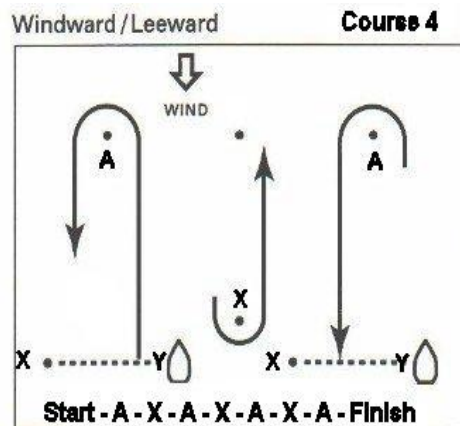 Windward / Leeward Course 4
WIND
A A
X
X Y X Y
Start - A - X - A - X - A - X - A - Finish